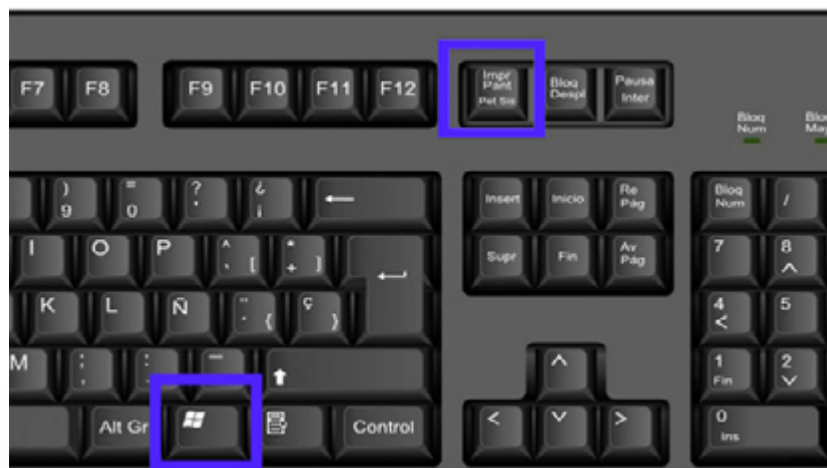 F7 F8 F9 F10 F11 F12
Impr
Pant
Pet Sis
Bloq
Despl
Pausa
Inter
Bloq
Num
) 9
= 0
? '
¿ ¡
Insert Inicio
Re
Pág
Bloq
Num
/
I O P
^ ` [
* + ]
Supr Fin
Av
Pág
7 8
K L Ñ
¨ ´ {
ç }
4 5
M
; ,
: .
_ -
1
Fin
2
Alt Gr
Control
0
Ins